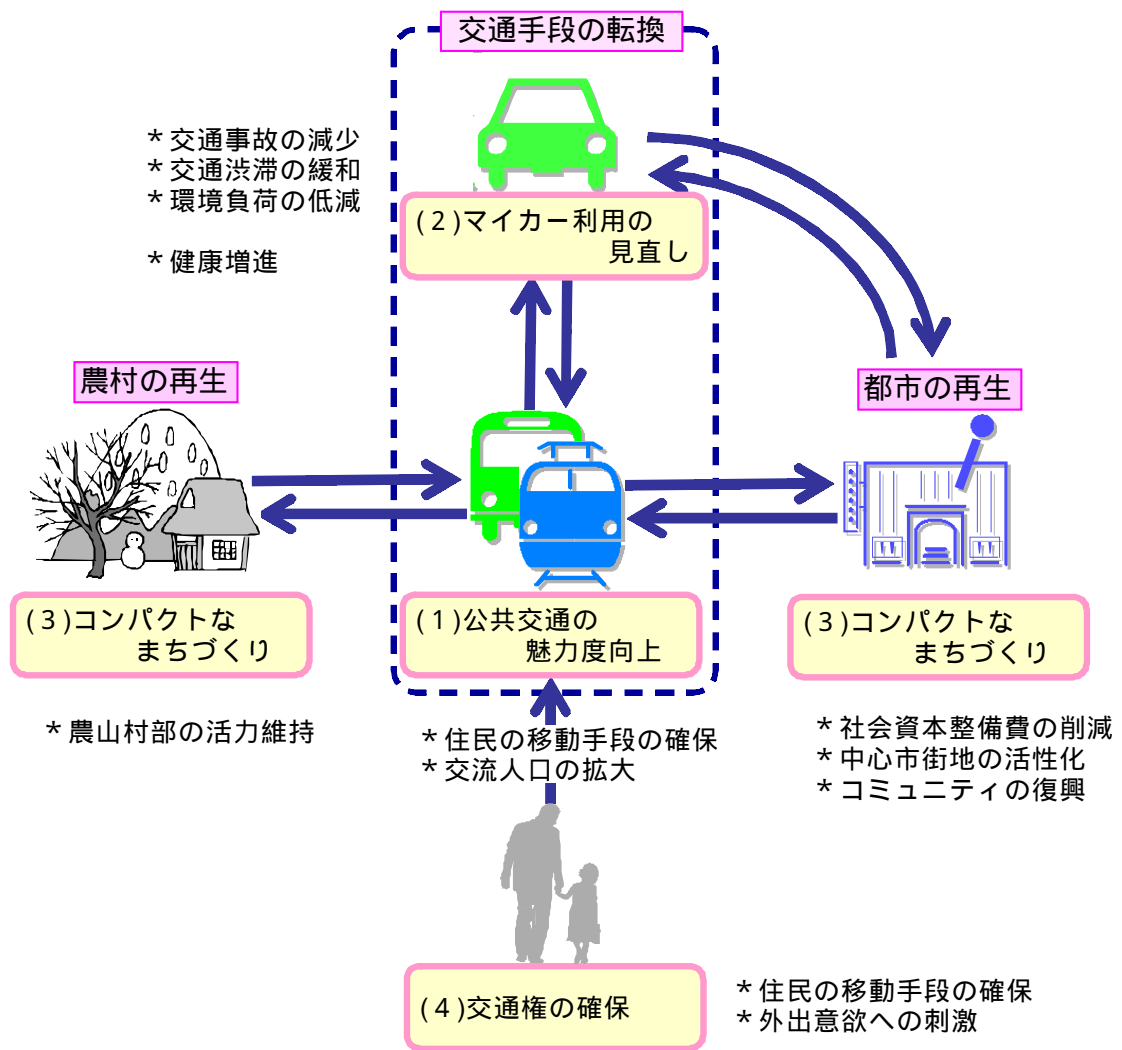 交通手段の転換
＊交通事故の減少
＊交通渋滞の緩和
＊環境負荷の低減
＊健康増進
(２)マイカー利用の
見直し
農村の再生
都市の再生
(３)コンパクトな
まちづくり
(１)公共交通の
魅力度向上
(３)コンパクトな
まちづくり
＊農山村部の活力維持
＊住民の移動手段の確保
＊交流人口の拡大
＊社会資本整備費の削減
＊中心市街地の活性化
＊コミュニティの復興
(４)交通権の確保
＊住民の移動手段の確保
＊外出意欲への刺激